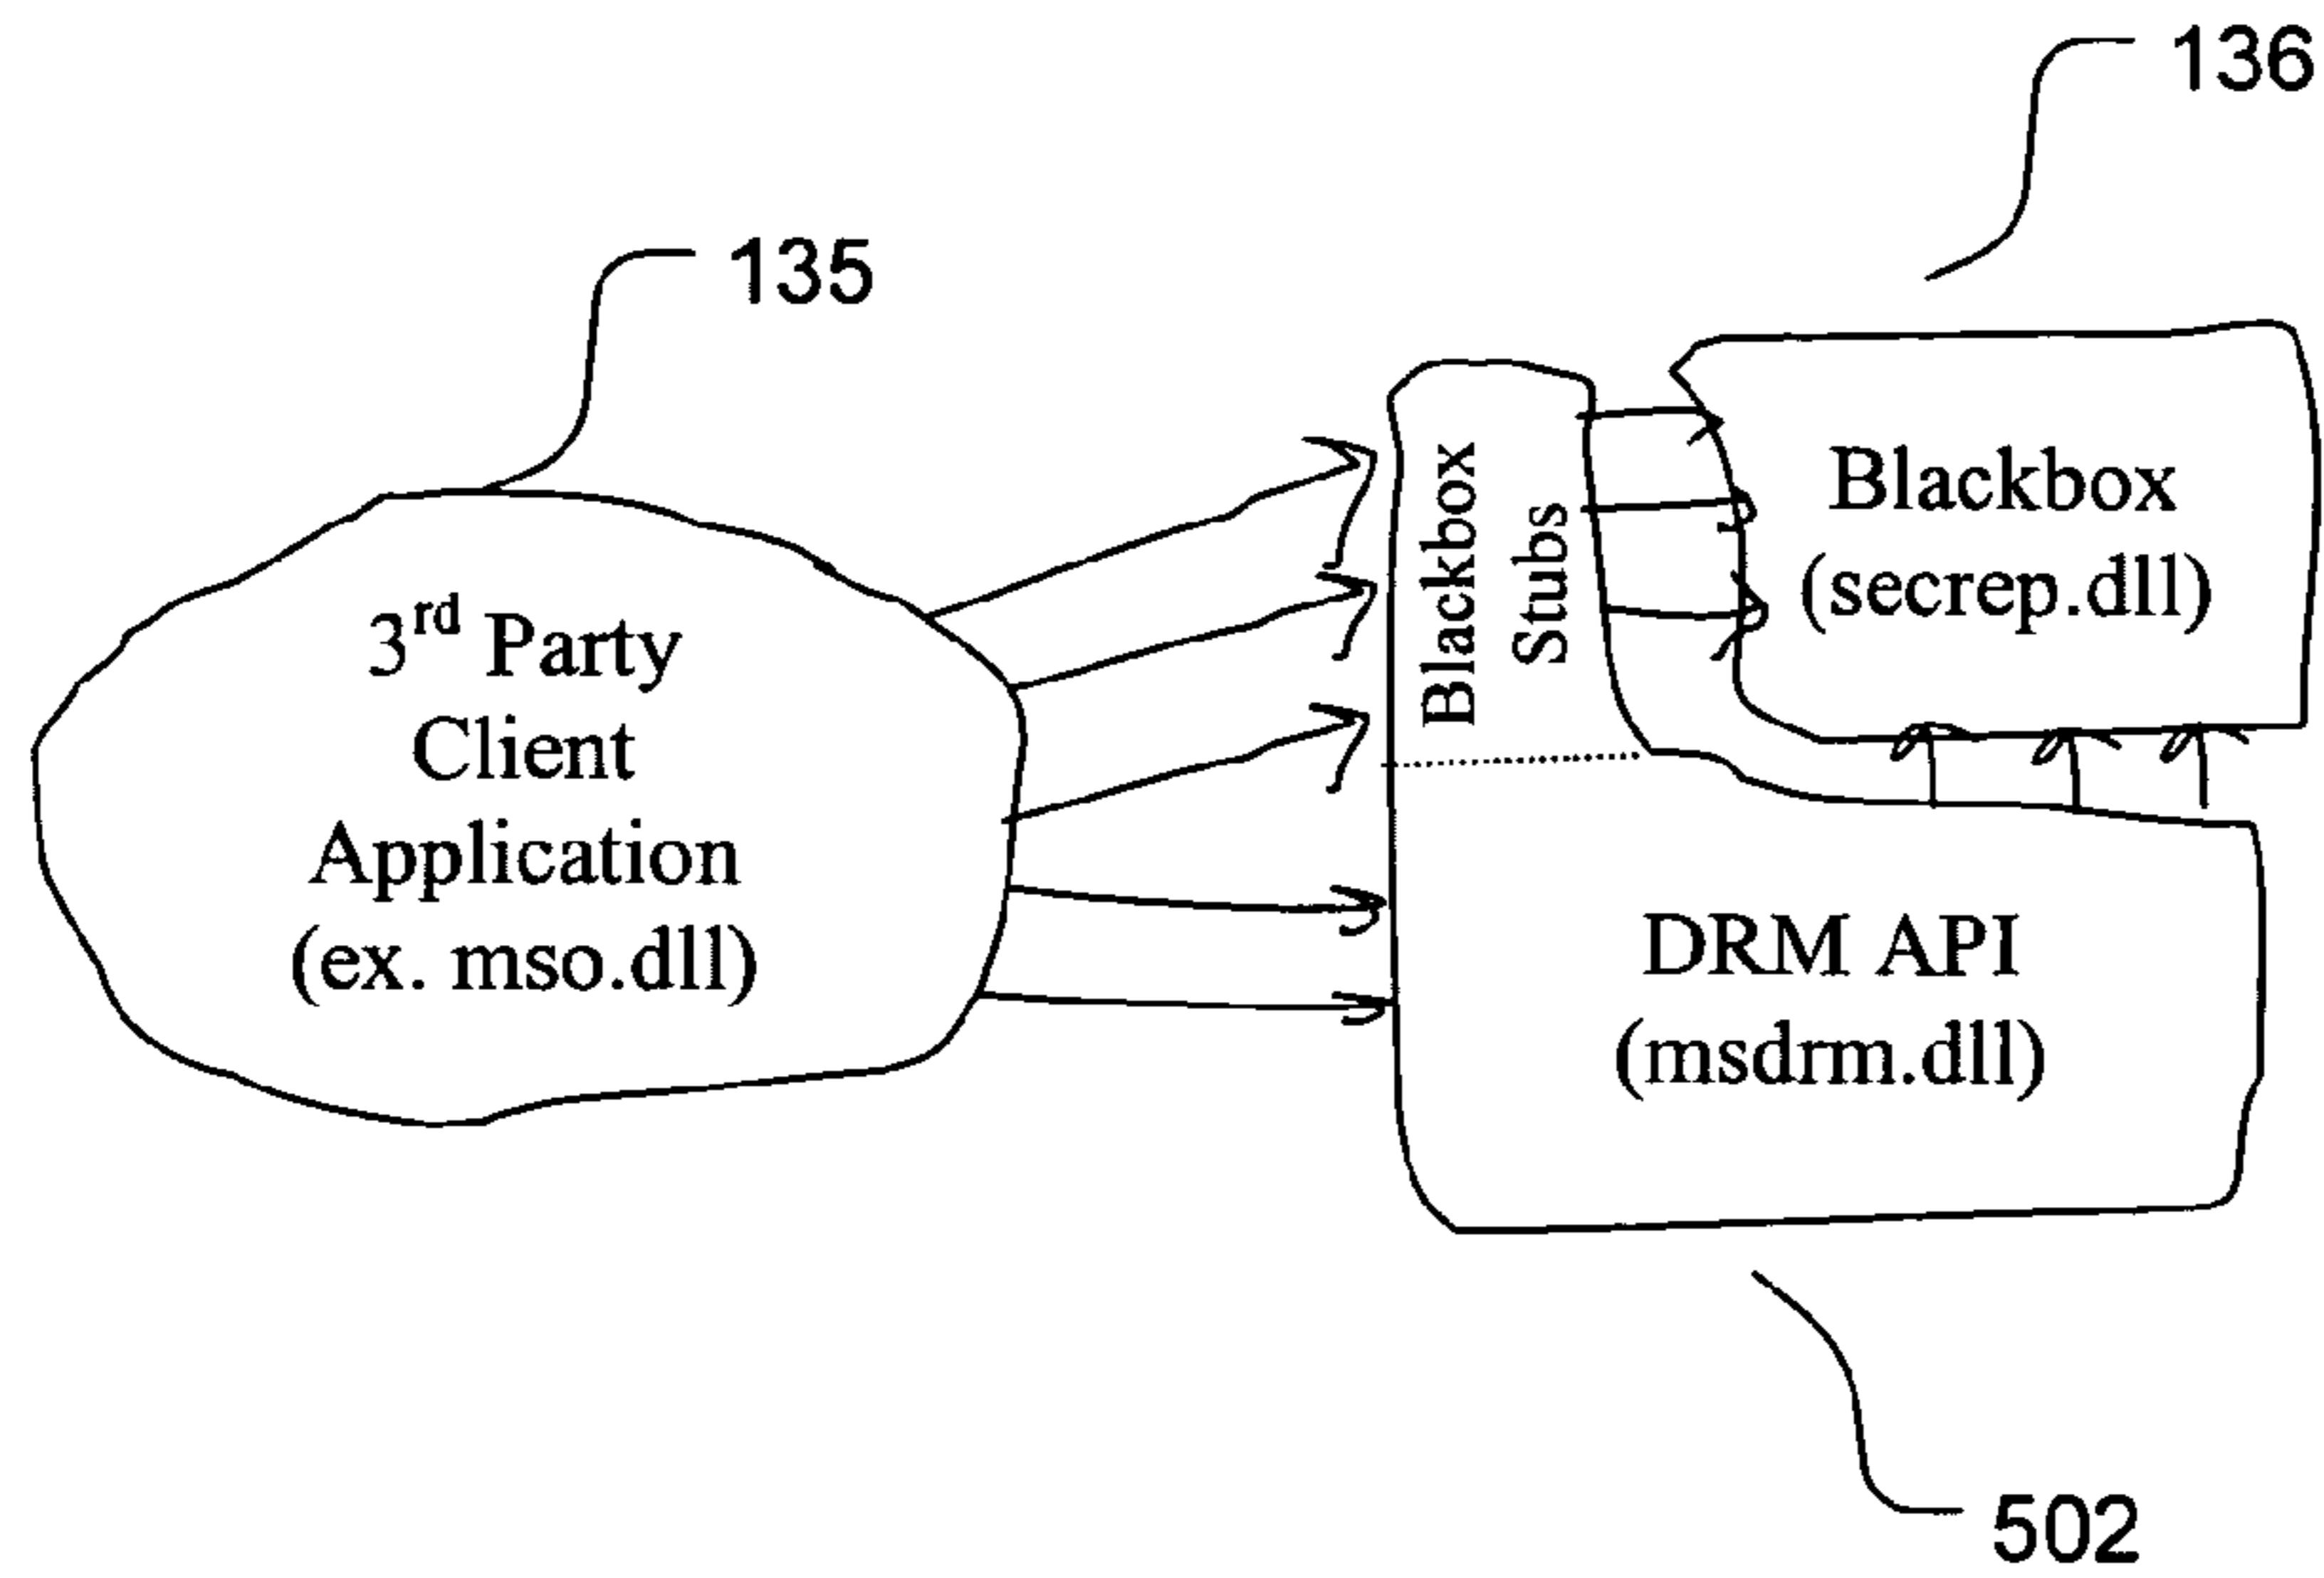 136
135
3rd Party
Client
Application
(ex. mso.dll)
Blackbox
Stubs
Blackbox
(secrep.dll)
DRM API
(msdrm.dll)
502